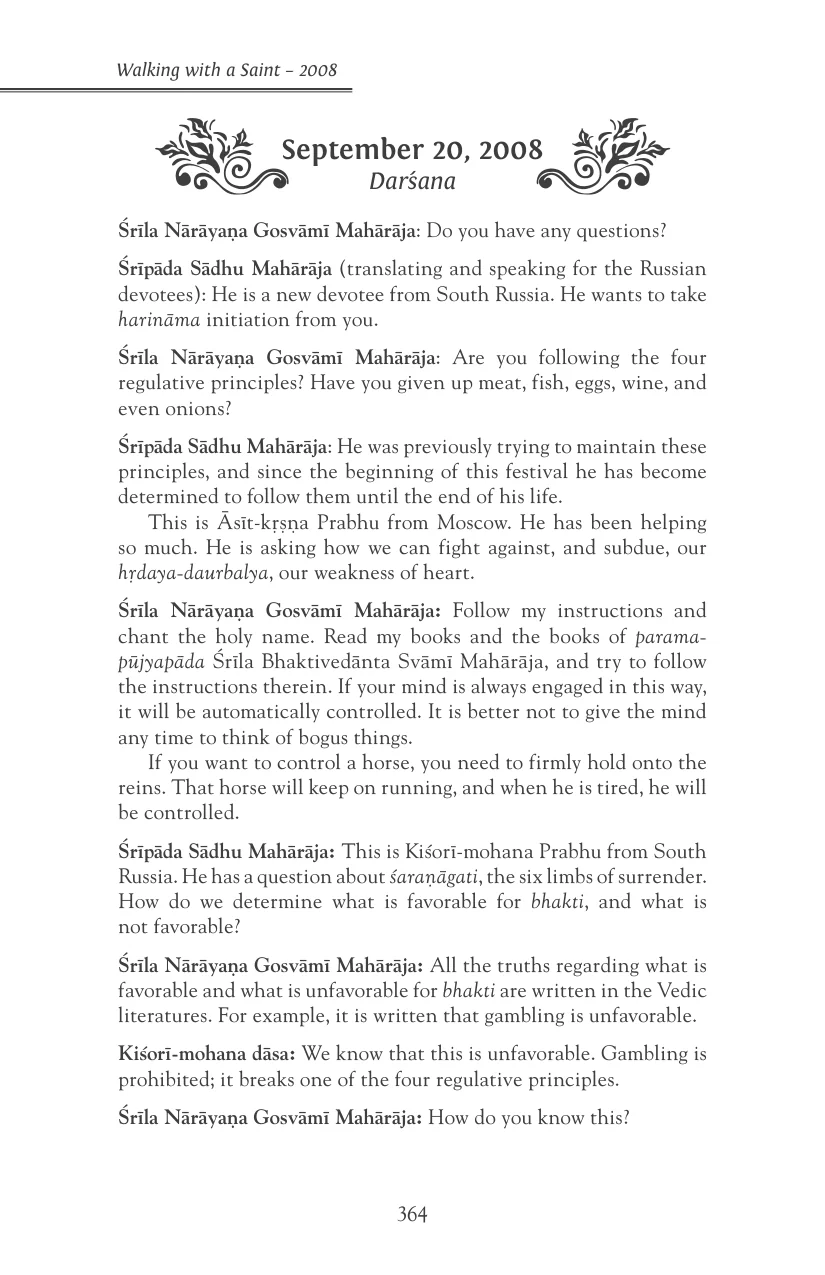 Walking with a Saint – 2008
September 20, 2008
Darśana
Śrīla Nārāyaṇa Gosvāmī Mahārāja: Do you have any questions?
Śrīpāda Sādhu Mahārāja (translating and speaking for the Russian
devotees): He is a new devotee from South Russia. He wants to take
harināma initiation from you.
Śrīla Nārāyaṇa Gosvāmī Mahārāja: Are you following the four
regulative principles? Have you given up meat, fish, eggs, wine, and
even onions?
Śrīpāda Sādhu Mahārāja: He was previously trying to maintain these
principles, and since the beginning of this festival he has become
determined to follow them until the end of his life.
This is Āsīt-kṛṣṇa Prabhu from Moscow. He has been helping
so much. He is asking how we can fight against, and subdue, our
hṛdaya-daurbalya, our weakness of heart.
Śrīla Nārāyaṇa Gosvāmī Mahārāja: Follow my instructions and
chant the holy name. Read my books and the books of parama-
pūjyapāda Śrīla Bhaktivedānta Svāmī Mahārāja, and try to follow
the instructions therein. If your mind is always engaged in this way,
it will be automatically controlled. It is better not to give the mind
any time to think of bogus things.
If you want to control a horse, you need to firmly hold onto the
reins. That horse will keep on running, and when he is tired, he will
be controlled.
Śrīpāda Sādhu Mahārāja: This is Kiśorī-mohana Prabhu from South
Russia. He has a question about śaraṇāgati, the six limbs of surrender.
How do we determine what is favorable for bhakti, and what is
not favorable?
Śrīla Nārāyaṇa Gosvāmī Mahārāja: All the truths regarding what is
favorable and what is unfavorable for bhakti are written in the Vedic
literatures. For example, it is written that gambling is unfavorable.
Kiśorī-mohana dāsa: We know that this is unfavorable. Gambling is
prohibited; it breaks one of the four regulative principles.
Śrīla Nārāyaṇa Gosvāmī Mahārāja: How do you know this?
364